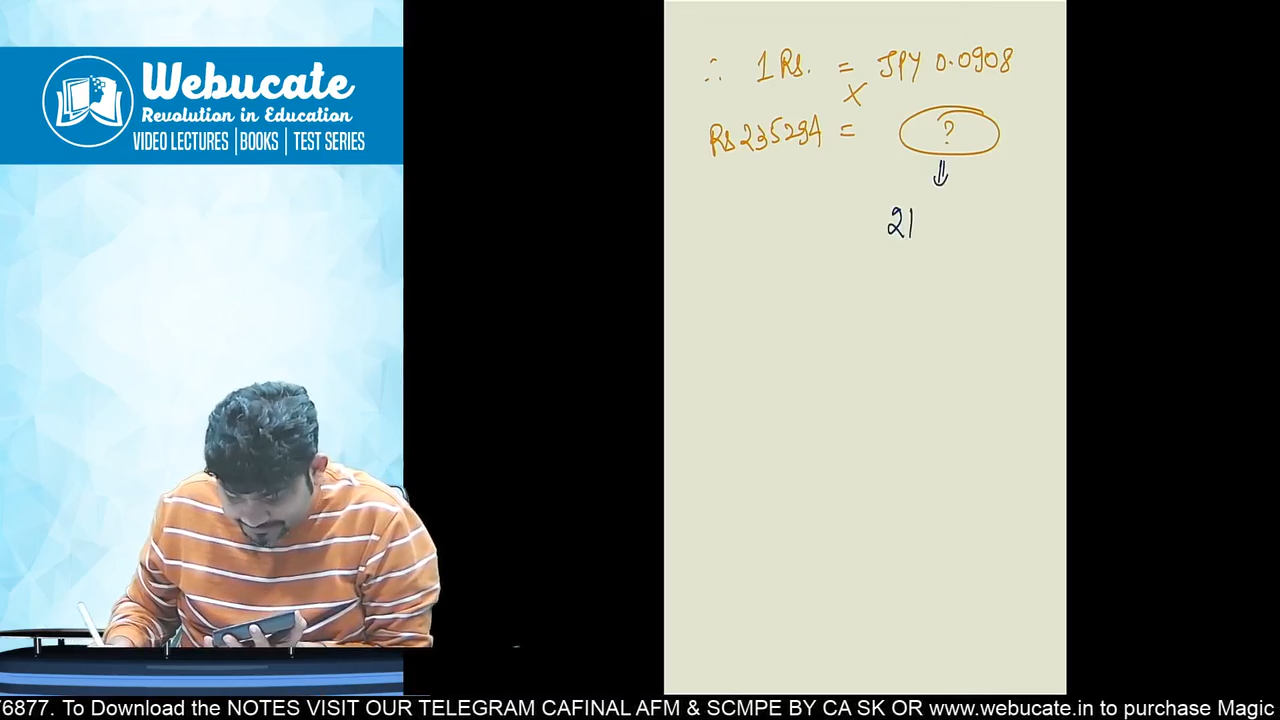 Webucate
Revolution in Education
VIDEO LECTURES | BOOKS | TEST SERIES
∴ 1 Rs. = JPY 0.0908
X
Rs 235294 = ?
⇓
21
76877. To Download the NOTES VISIT OUR TELEGRAM CAFINAL AFM & SCMPE BY CA SK OR www.webucate.in to purchase Magic